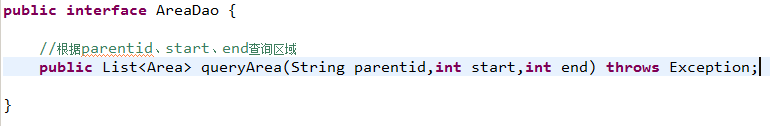 public interface AreaDao {
//根据parentid、start、end查询区域
public List<Area> queryArea(String parentid,int start,int end) throws Exception;
}